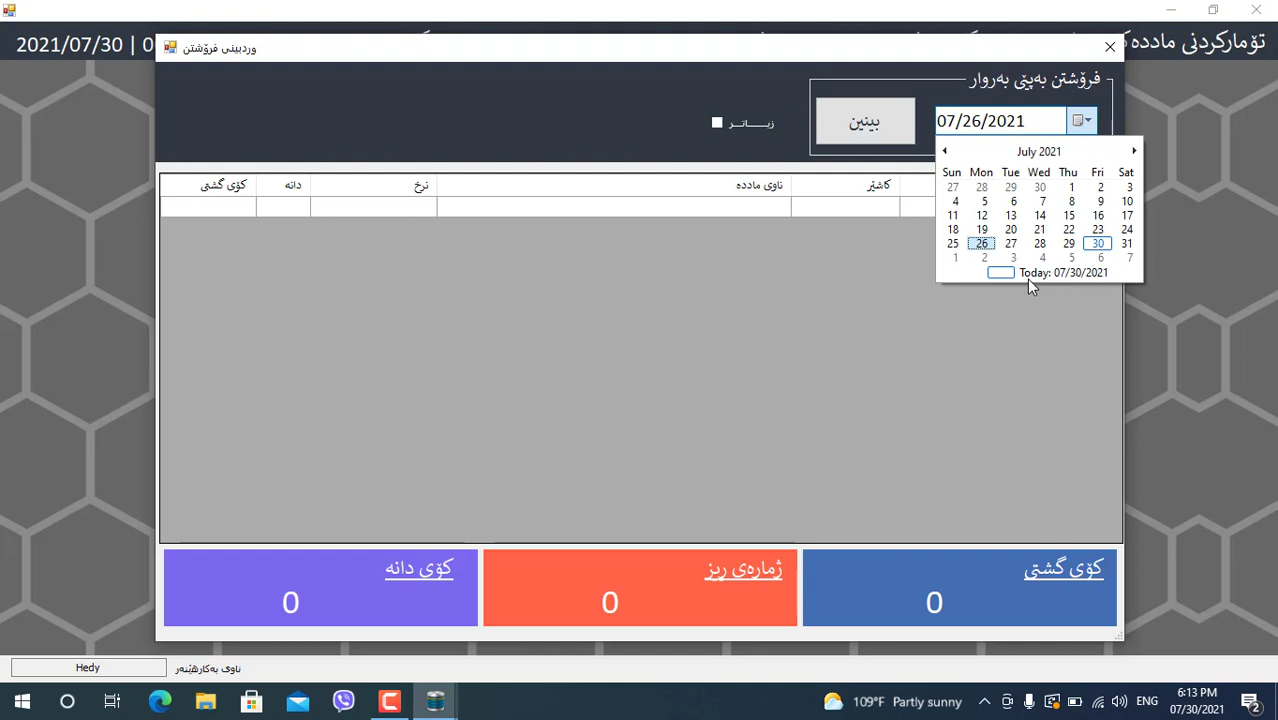 تۆمارکردنی ماددە
2021/07/30 | 0
وردبینی فرۆشتن
فرۆشتن بەپێی بەروار
07/26/2021
بینین
زیــــاتــر
July 2021
Sun Mon Tue Wed Thu Fri Sat
27 28 29 30 1 2 3
4 5 6 7 8 9 10
11 12 13 14 15 16 17
18 19 20 21 22 23 24
25 26 27 28 29 30 31
1 2 3 4 5 6 7
Today: 07/30/2021
کاشێر ناوی ماددە نرخ دانە کۆی گشتی
کۆی گشتی
0
ژمارەی ریز
0
کۆی دانە
0
Hedy
ناوی بەکارهێنەر
109°F Partly sunny
ENG
6:13 PM
07/30/2021
2